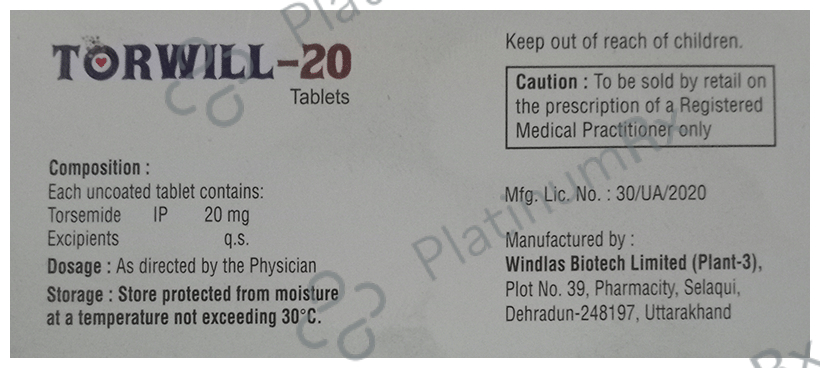 TORWILL-20
Tablets
Composition :
Each uncoated tablet contains:
Torsemide IP 20 mg
Excipients q.s.
Dosage : As directed by the Physician
Storage : Store protected from moisture
at a temperature not exceeding 30°C.
Keep out of reach of children.
Caution : To be sold by retail on
the prescription of a Registered
Medical Practitioner only
Mfg. Lic. No. : 30/UA/2020
Manufactured by :
Windlas Biotech Limited (Plant-3),
Plot No. 39, Pharmacity, Selaqui,
Dehradun-248197, Uttarakhand
PlatinumRx